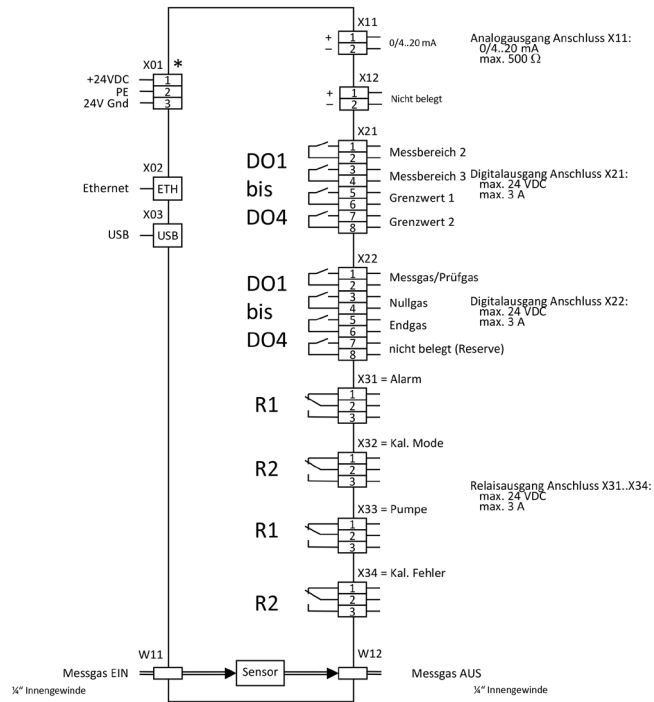 X11
+ 1
– 2
0/4..20 mA
Analogausgang Anschluss X11:
0/4..20 mA
max. 500 Ω
X01 *
+24VDC 1
PE 2
24V Gnd 3
X12
+ 1
– 2
Nicht belegt
X21
DO1
bis
DO4
1
2
Messbereich 2
3
4
Messbereich 3
5
6
Grenzwert 1
7
8
Grenzwert 2
Digitalausgang Anschluss X21:
max. 24 VDC
max. 3 A
X02
Ethernet ETH
X03
USB USB
X22
DO1
bis
DO4
1
2
Messgas/Prüfgas
3
4
Nullgas
5
6
Endgas
7
8
nicht belegt (Reserve)
Digitalausgang Anschluss X22:
max. 24 VDC
max. 3 A
X31 = Alarm
R1
1
2
3
X32 = Kal. Mode
R2
1
2
3
Relaisausgang Anschluss X31..X34:
max. 24 VDC
max. 3 A
X33 = Pumpe
R1
1
2
3
X34 = Kal. Fehler
R2
1
2
3
W11
Messgas EIN
¼“ Innengewinde
Sensor
W12
Messgas AUS
¼“ Innengewinde